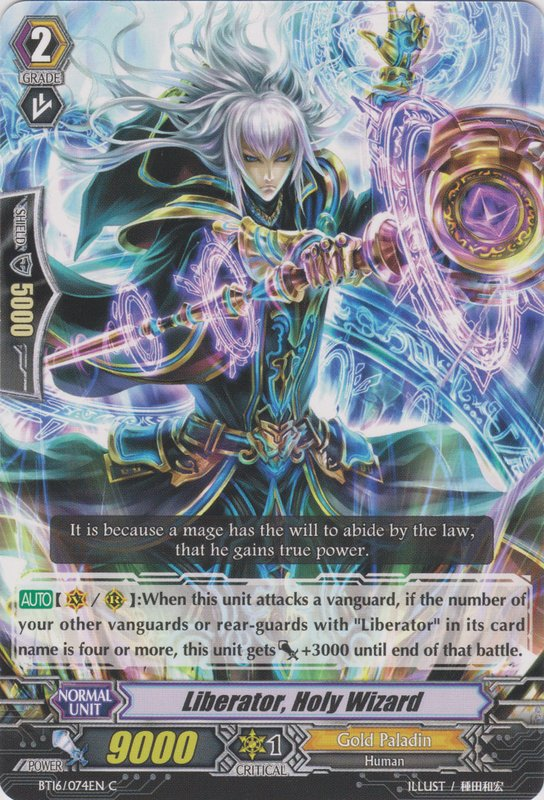 2
GRADE
SHIELD
5000
It is because a mage has the will to abide by the law,
that he gains true power.
AUTO【 V / R 】:When this unit attacks a vanguard, if the number of
your other vanguards or rear-guards with "Liberator" in its card
name is four or more, this unit gets +3000 until end of that battle.
NORMAL
UNIT
Liberator, Holy Wizard
POWER
9000
1
CRITICAL
Gold Paladin
Human
BT16/074EN C
ILLUST / 種田和宏